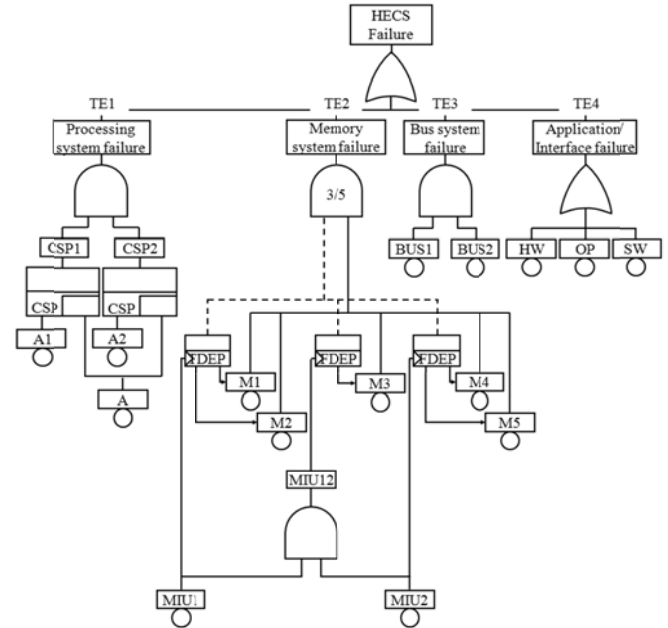 HECS
Failure
TE1
TE2
TE3
TE4
Processing
system failure
Memory
system failure
Bus system
failure
Application/
Interface failure
3/5
CSP1
CSP2
BUS1
BUS2
HW
OP
SW
CSP
CSP
A1
A2
A
FDEP
FDEP
FDEP
M1
M3
M4
M2
M5
MIU12
MIU1
MIU2